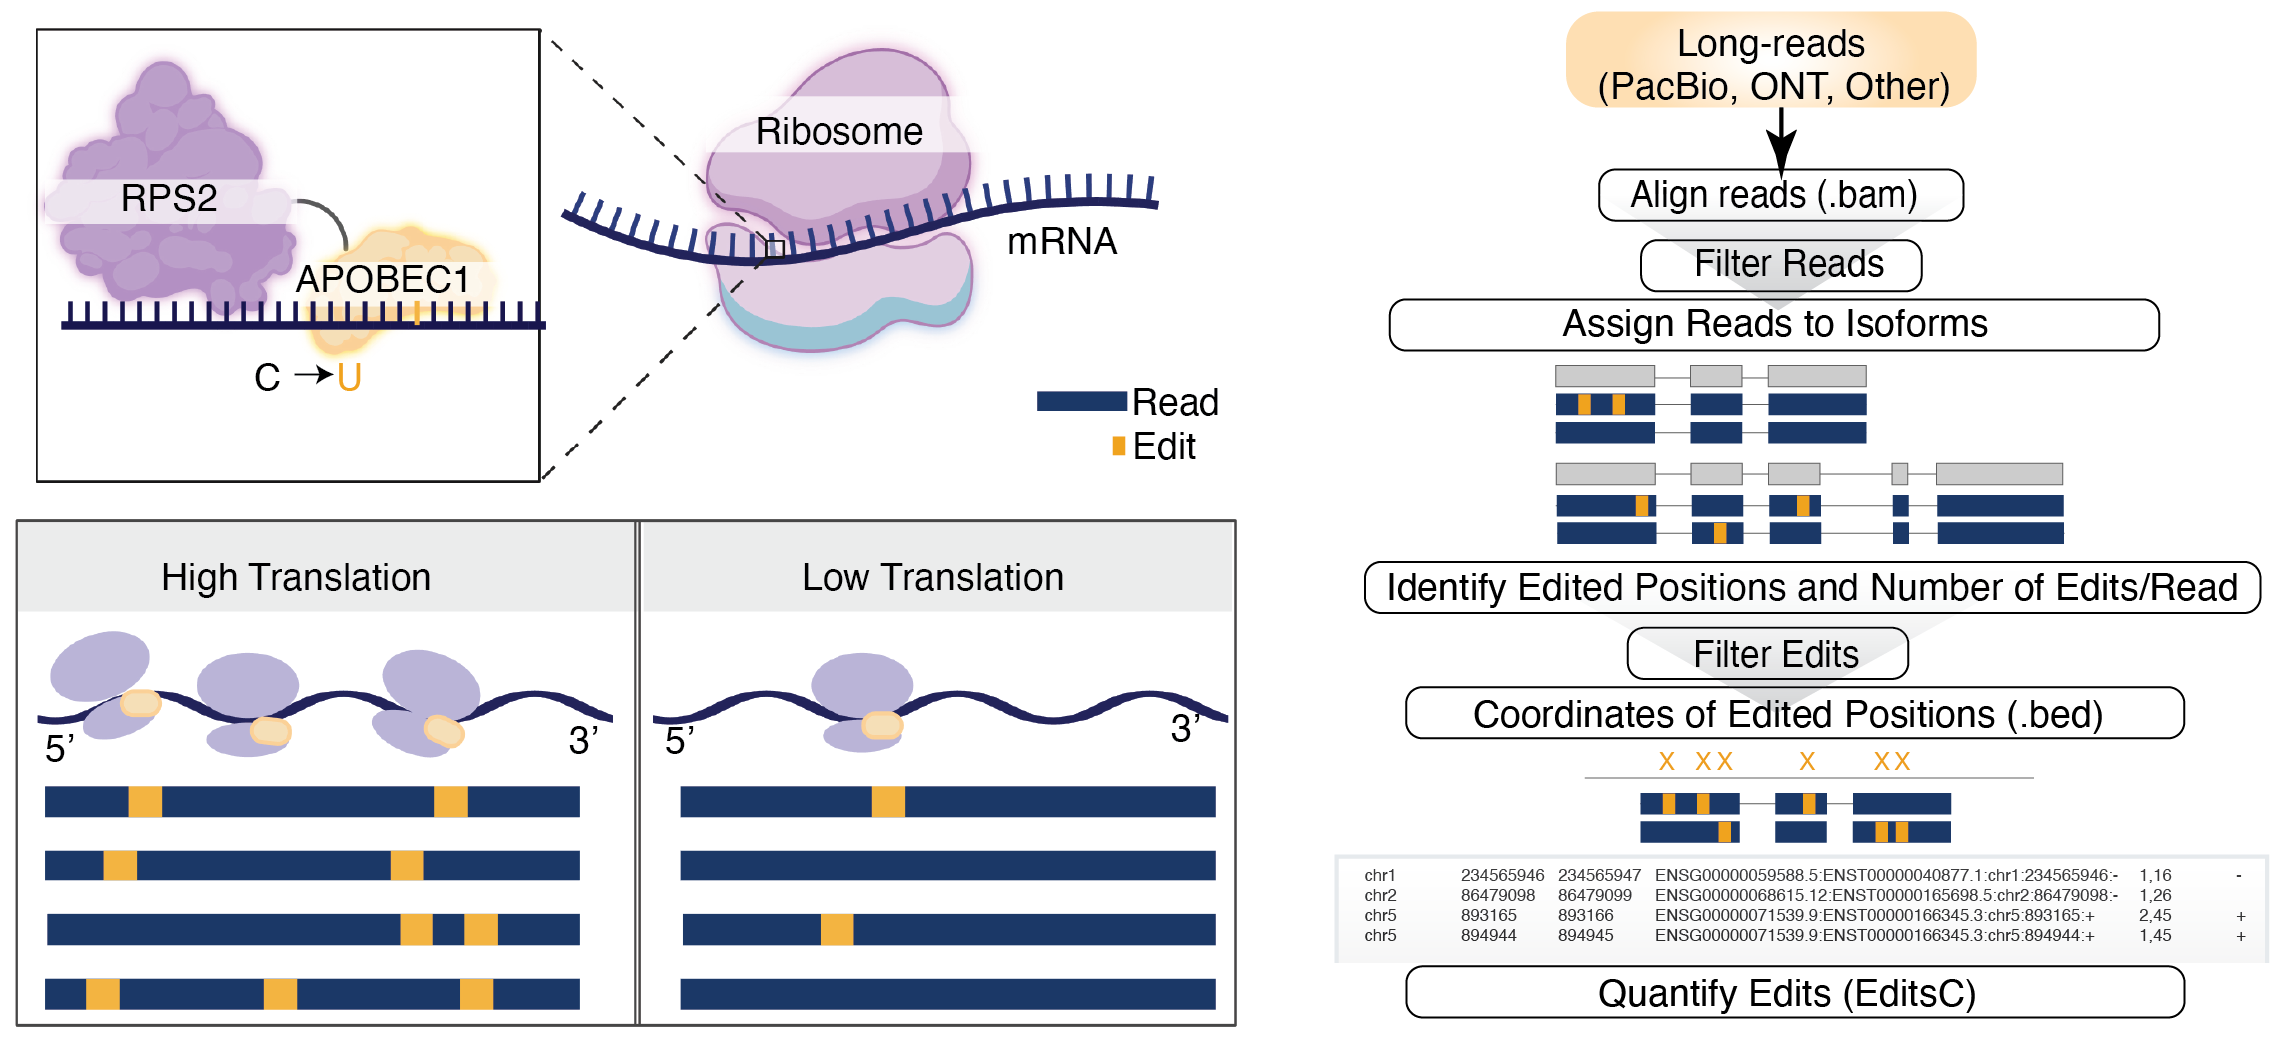 RPS2
APOBEC1
C → U
Ribosome
mRNA
Read
Edit
High Translation
Low Translation
5’
3’
5’
3’
Long-reads
(PacBio, ONT, Other)
Align reads (.bam)
Filter Reads
Assign Reads to Isoforms
Identify Edited Positions and Number of Edits/Read
Filter Edits
Coordinates of Edited Positions (.bed)
X X X X X X
chr1 234565946 234565947 ENSG00000059588.5:ENST00000040877.1:chr1:234565946:- 1,16 -
chr2 86479098 86479099 ENSG00000068615.12:ENST00000165698.5:chr2:86479098:- 1,26
chr5 893165 893166 ENSG00000071539.9:ENST00000166345.3:chr5:893165:+ 2,45 +
chr5 894944 894945 ENSG00000071539.9:ENST00000166345.3:chr5:894944:+ 1,45 +
Quantify Edits (EditsC)